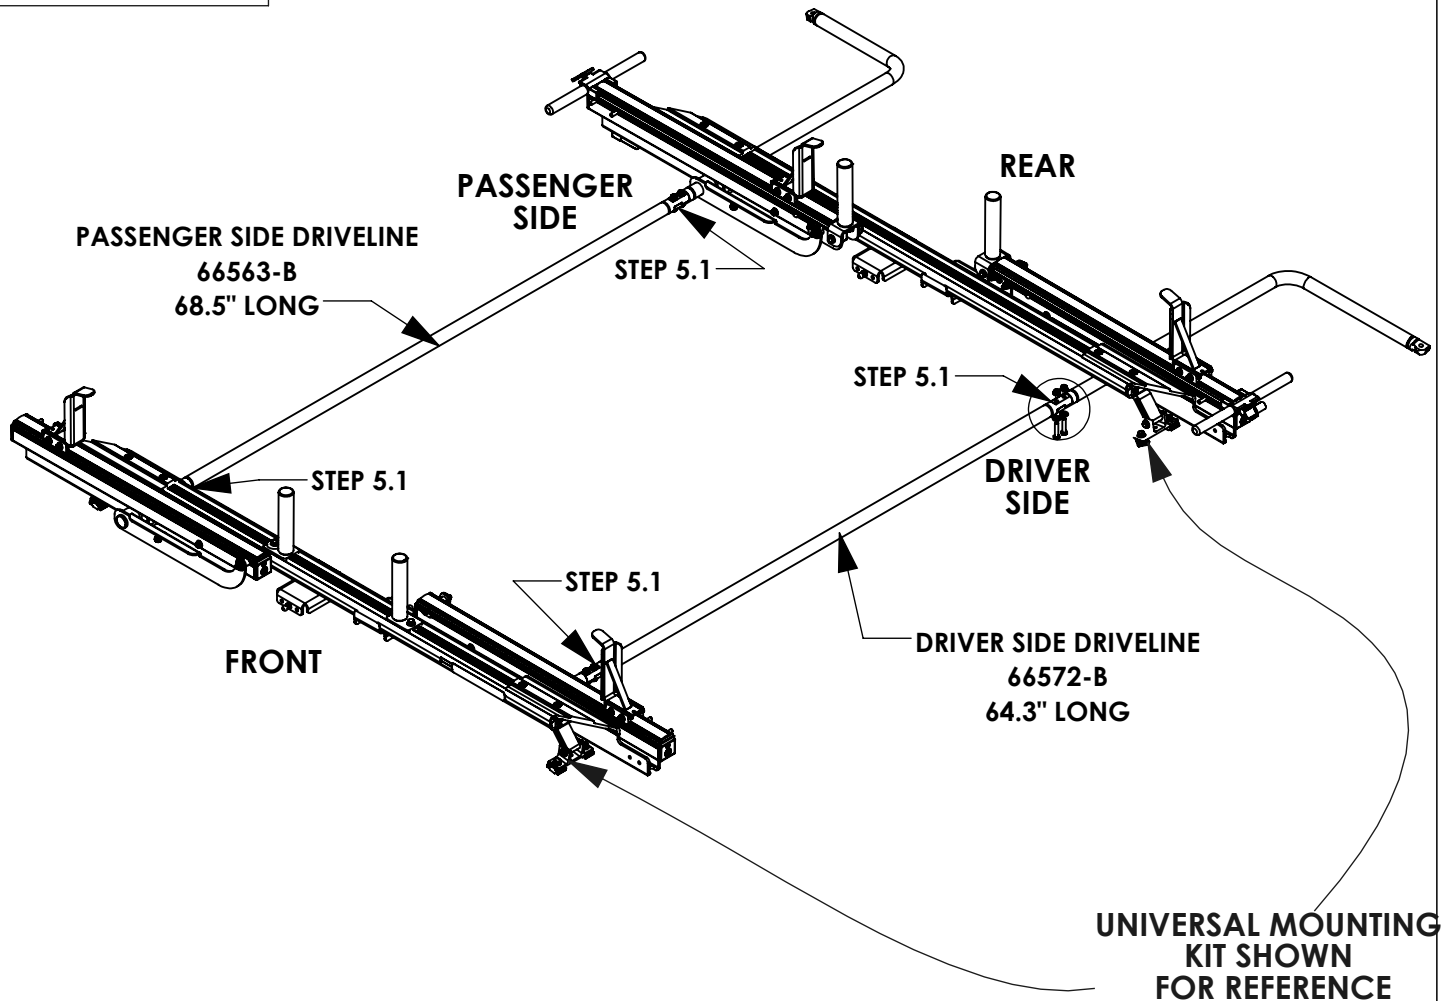 REAR
PASSENGER
SIDE
PASSENGER SIDE DRIVELINE
66563-B
68.5" LONG
STEP 5.1
STEP 5.1
DRIVER
SIDE
STEP 5.1
STEP 5.1
FRONT
DRIVER SIDE DRIVELINE
66572-B
64.3" LONG
UNIVERSAL MOUNTING
KIT SHOWN
FOR REFERENCE